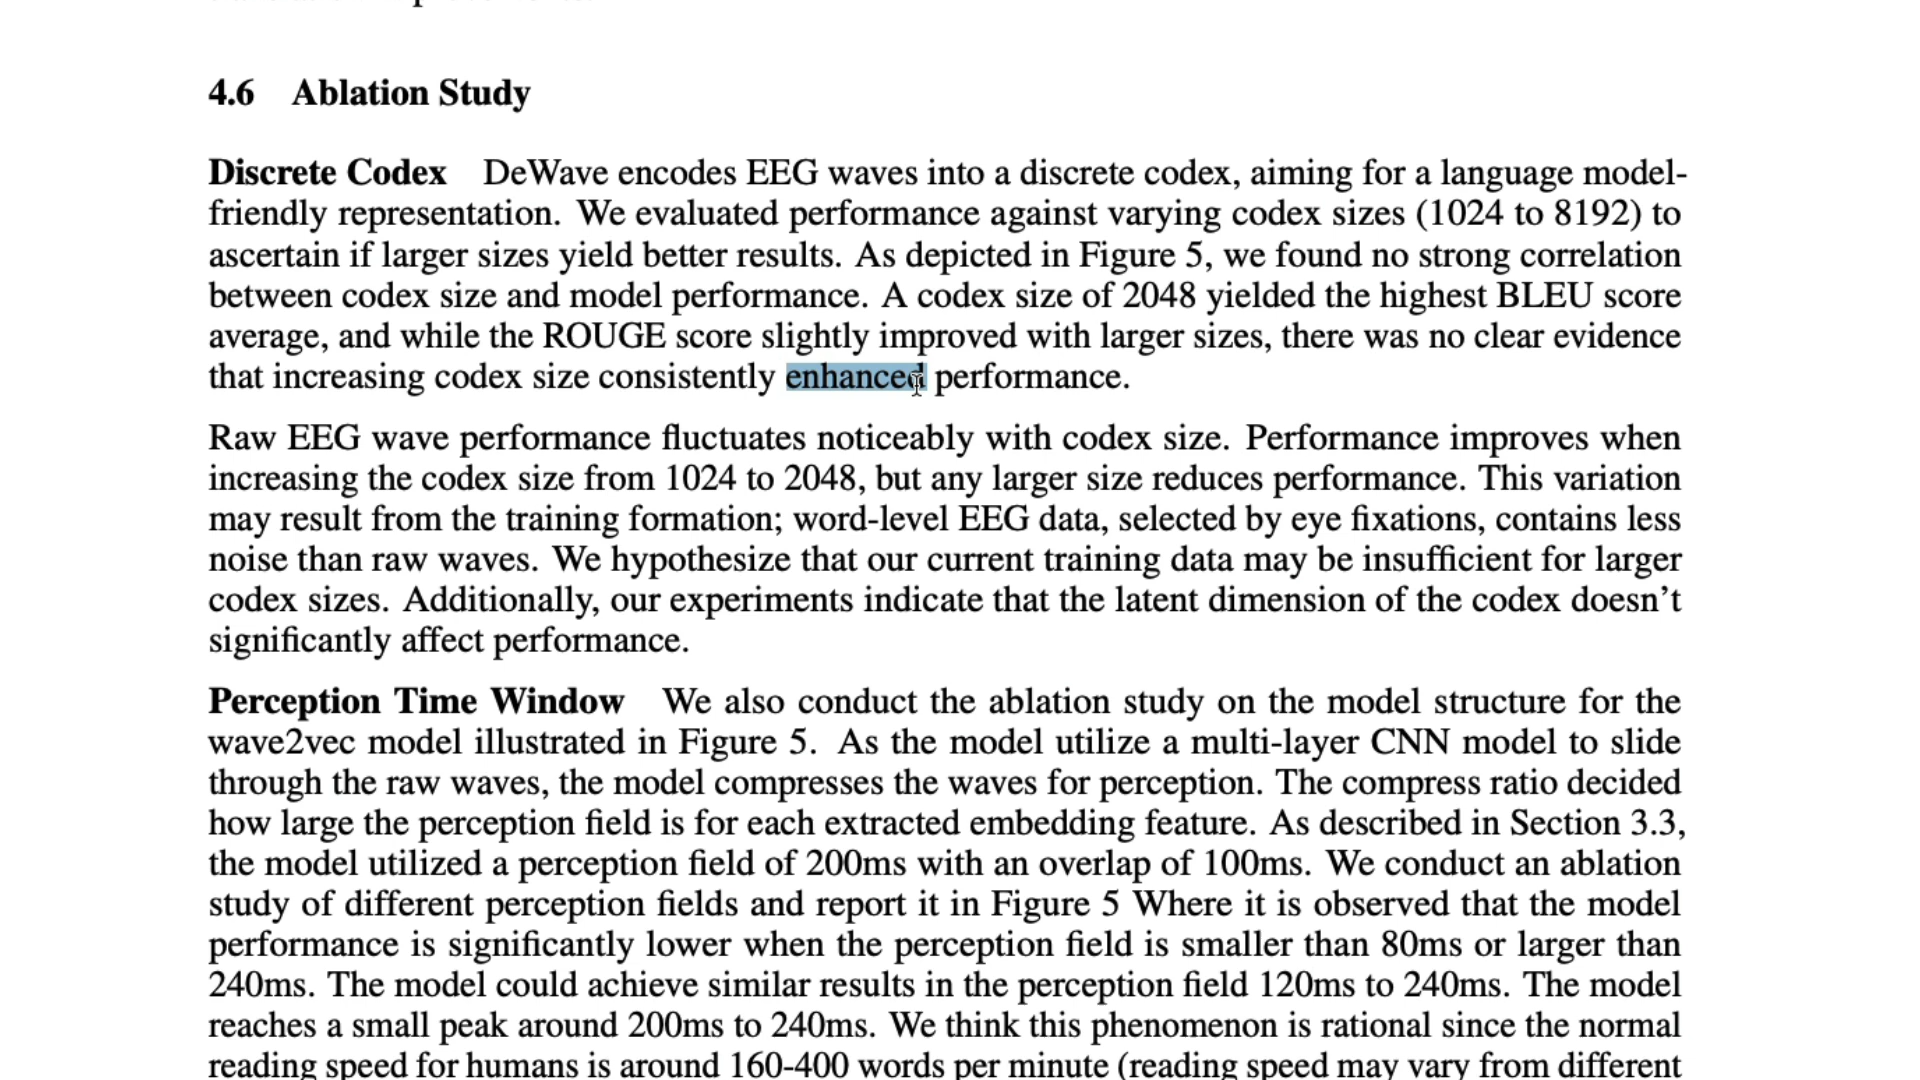 4.6 Ablation Study
Discrete Codex DeWave encodes EEG waves into a discrete codex, aiming for a language model-
friendly representation. We evaluated performance against varying codex sizes (1024 to 8192) to
ascertain if larger sizes yield better results. As depicted in Figure 5, we found no strong correlation
between codex size and model performance. A codex size of 2048 yielded the highest BLEU score
average, and while the ROUGE score slightly improved with larger sizes, there was no clear evidence
that increasing codex size consistently enhanced performance.
Raw EEG wave performance fluctuates noticeably with codex size. Performance improves when
increasing the codex size from 1024 to 2048, but any larger size reduces performance. This variation
may result from the training formation; word-level EEG data, selected by eye fixations, contains less
noise than raw waves. We hypothesize that our current training data may be insufficient for larger
codex sizes. Additionally, our experiments indicate that the latent dimension of the codex doesn't
significantly affect performance.
Perception Time Window We also conduct the ablation study on the model structure for the
wave2vec model illustrated in Figure 5. As the model utilize a multi-layer CNN model to slide
through the raw waves, the model compresses the waves for perception. The compress ratio decided
how large the perception field is for each extracted embedding feature. As described in Section 3.3,
the model utilized a perception field of 200ms with an overlap of 100ms. We conduct an ablation
study of different perception fields and report it in Figure 5 Where it is observed that the model
performance is significantly lower when the perception field is smaller than 80ms or larger than
240ms. The model could achieve similar results in the perception field 120ms to 240ms. The model
reaches a small peak around 200ms to 240ms. We think this phenomenon is rational since the normal
reading speed for humans is around 160-400 words per minute (reading speed may vary from different